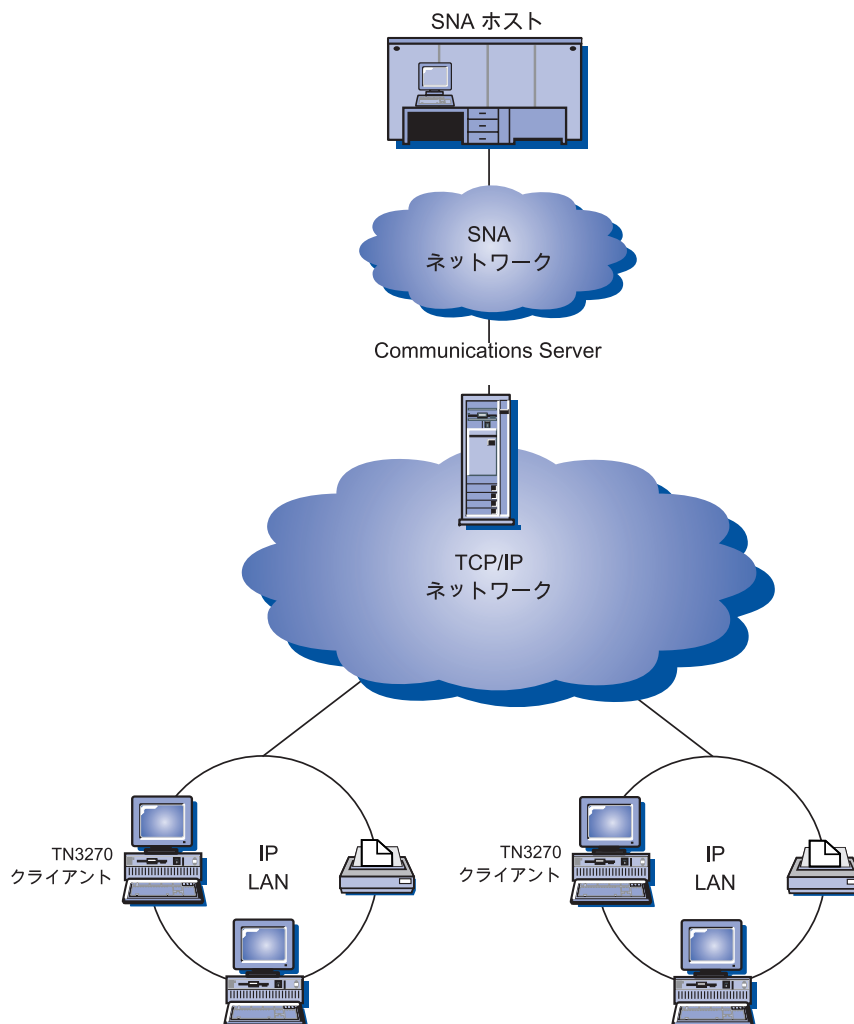 SNA ホスト
SNA
ネットワーク
Communications Server
TCP/IP
ネットワーク
TN3270
クライアント
IP
LAN
TN3270
クライアント
IP
LAN